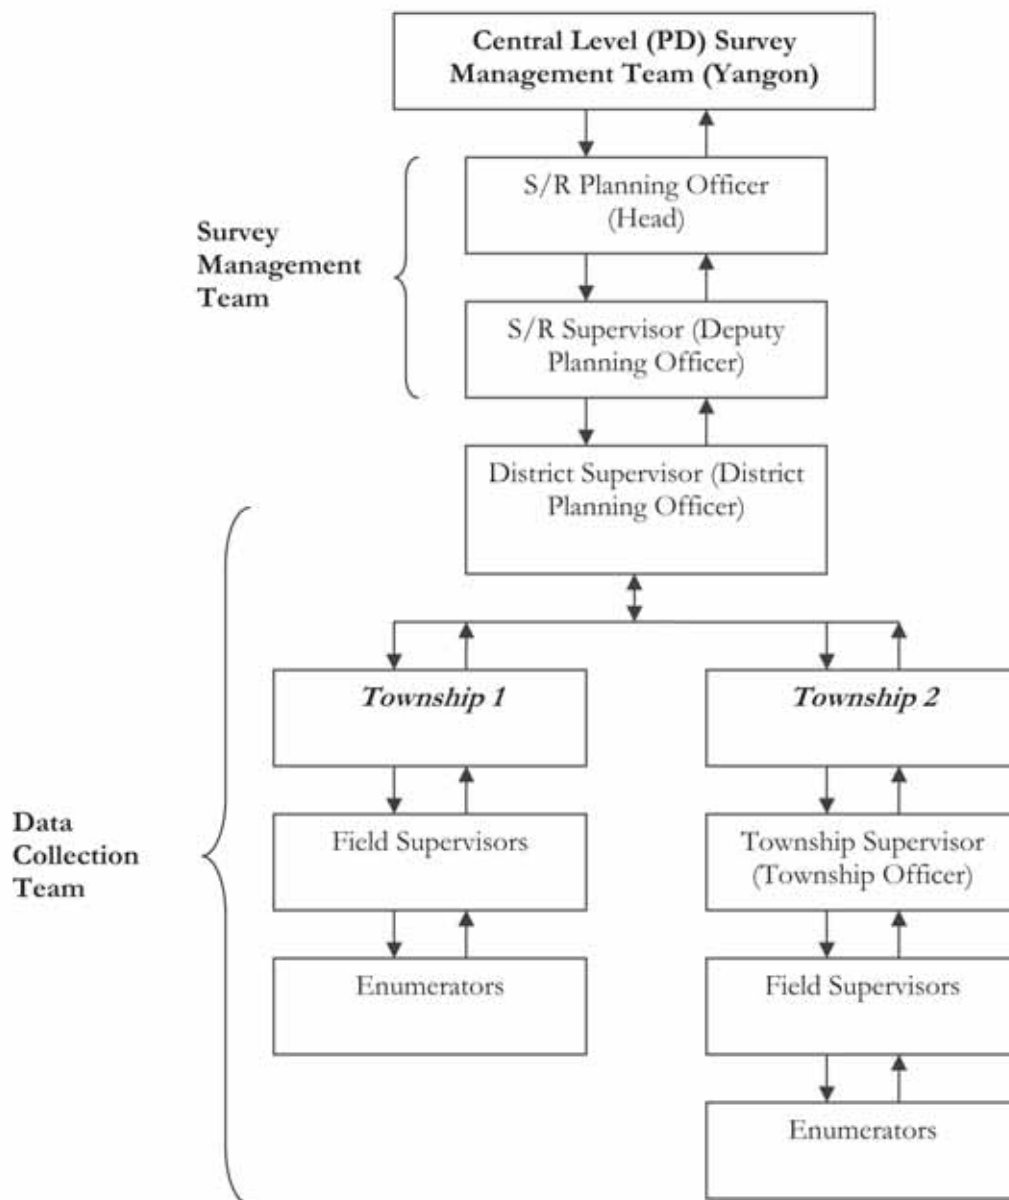 Central Level (PD) Survey
Management Team (Yangon)
S/R Planning Officer
(Head)
Survey
Management
Team
S/R Supervisor (Deputy
Planning Officer)
District Supervisor (District
Planning Officer)
Township 1
Township 2
Data
Collection
Team
Field Supervisors
Township Supervisor
(Township Officer)
Enumerators
Field Supervisors
Enumerators